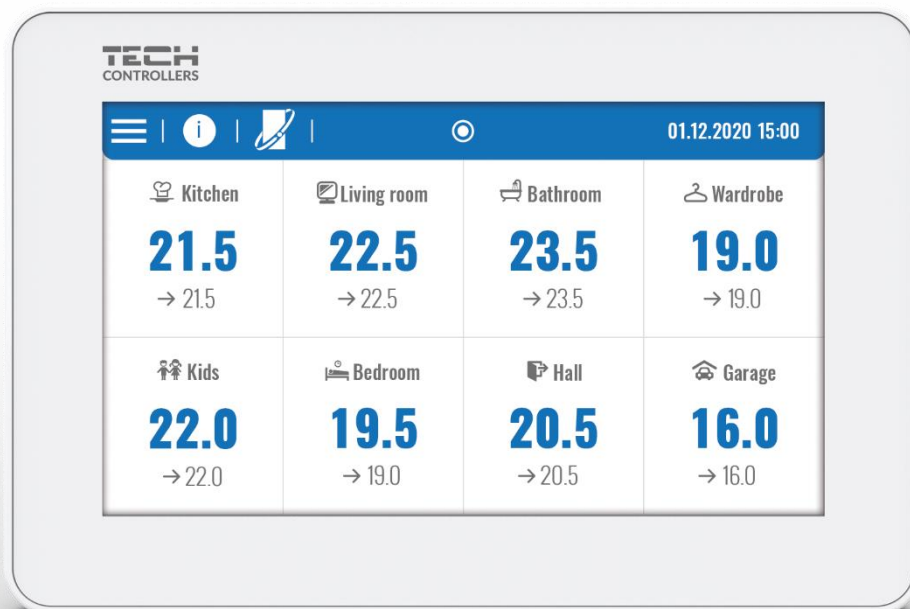 TECH
CONTROLLERS
i
01.12.2020 15:00
Kitchen
21.5
→ 21.5
Living room
22.5
→ 22.5
Bathroom
23.5
→ 23.5
Wardrobe
19.0
→ 19.0
Kids
22.0
→ 22.0
Bedroom
19.5
→ 19.0
Hall
20.5
→ 20.5
Garage
16.0
→ 16.0